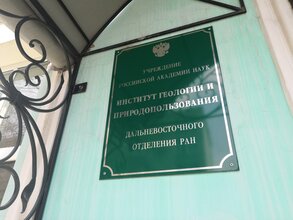 УЧРЕЖДЕНИЕ
РОССИЙСКОЙ АКАДЕМИИ НАУК
ИНСТИТУТ ГЕОЛОГИИ И
ПРИРОДОПОЛЬЗОВАНИЯ
ДАЛЬНЕВОСТОЧНОГО
ОТДЕЛЕНИЯ РАН